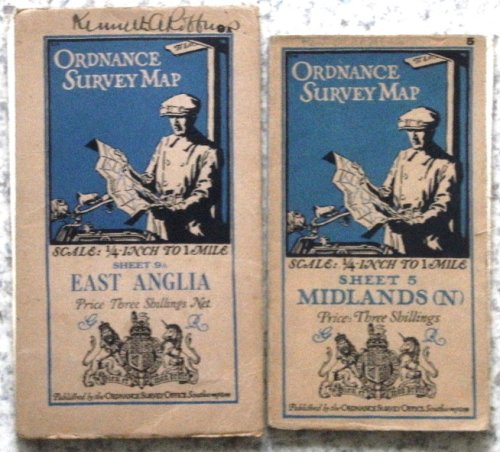 Kenneth A
9A
ORDNANCE
SURVEY MAP
SCALE: ¼-INCH TO 1 MILE
SHEET 9A
EAST ANGLIA
Price Three Shillings Net.
G R
Published by the ORDNANCE SURVEY OFFICE, Southampton
5
ORDNANCE
SURVEY MAP
SCALE: ¼-INCH TO 1 MILE
SHEET 5
MIDLANDS (N)
Price: Three Shillings
G R
Published by the ORDNANCE SURVEY OFFICE, Southampton